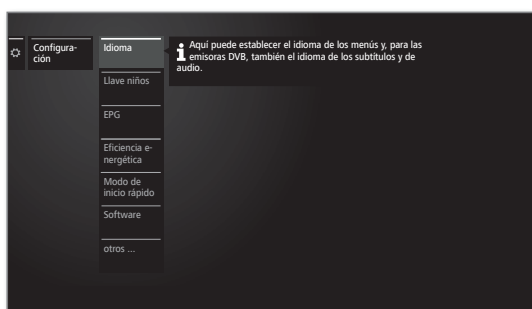 Configura-
ción
Idioma
Aquí puede establecer el idioma de los menús y, para las
emisoras DVB, también el idioma de los subtítulos y de
audio.
Llave niños
EPG
Eficiencia e-
nergética
Modo de
inicio rápido
Software
otros ...